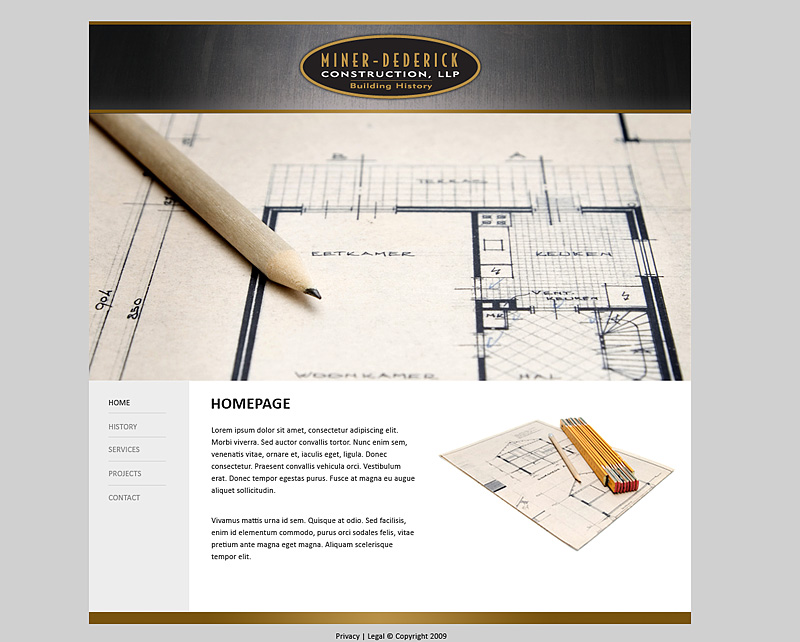 MINER-DEDERICK
CONSTRUCTION, LLP
Building History
TERRAS
EETKAMER
KEUKEN
VENT.
KEUKEN
MK
904
850
WOONKAMER
HAL
HOME
HISTORY
SERVICES
PROJECTS
CONTACT
HOMEPAGE
Lorem ipsum dolor sit amet, consectetur adipiscing elit.
Morbi viverra. Sed auctor convallis tortor. Nunc enim sem,
venenatis vitae, ornare et, iaculis eget, ligula. Donec
consectetur. Praesent convallis vehicula orci. Vestibulum
erat. Donec tempor egestas purus. Fusce at magna eu augue
aliquet sollicitudin.
Vivamus mattis urna id sem. Quisque at odio. Sed facilisis,
enim id elementum commodo, purus orci sodales felis, vitae
pretium ante magna eget magna. Aliquam scelerisque
tempor elit.
Privacy | Legal © Copyright 2009